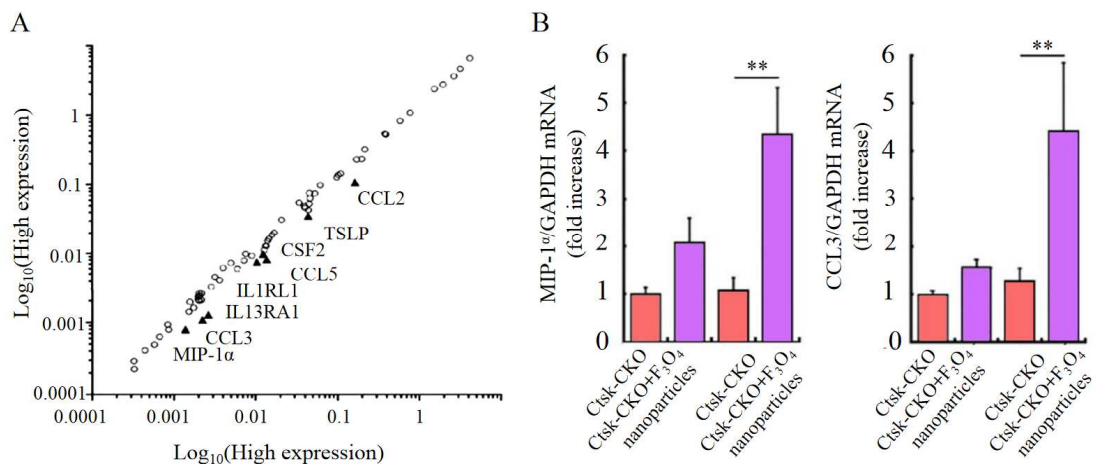 A
Log10(High expression)
1
0.1
0.01
0.001
0.0001
CCL2
TSLP
CSF2
CCL5
IL1RL1
IL13RA1
CCL3
MIP-1α
0.0001 0.001 0.01 0.1 1
Log10(High expression)
B
MIP-1α/GAPDH mRNA
(fold increase)
6
5
4
3
2
1
0
**
Ctsk-CKO
Ctsk-CKO+F3O4
nanoparticles
Ctsk-CKO
Ctsk-CKO+F3O4
nanoparticles
CCL3/GAPDH mRNA
(fold increase)
6
5
4
3
2
1
0
**
Ctsk-CKO
Ctsk-CKO+F3O4
nanoparticles
Ctsk-CKO
Ctsk-CKO+F3O4
nanoparticles